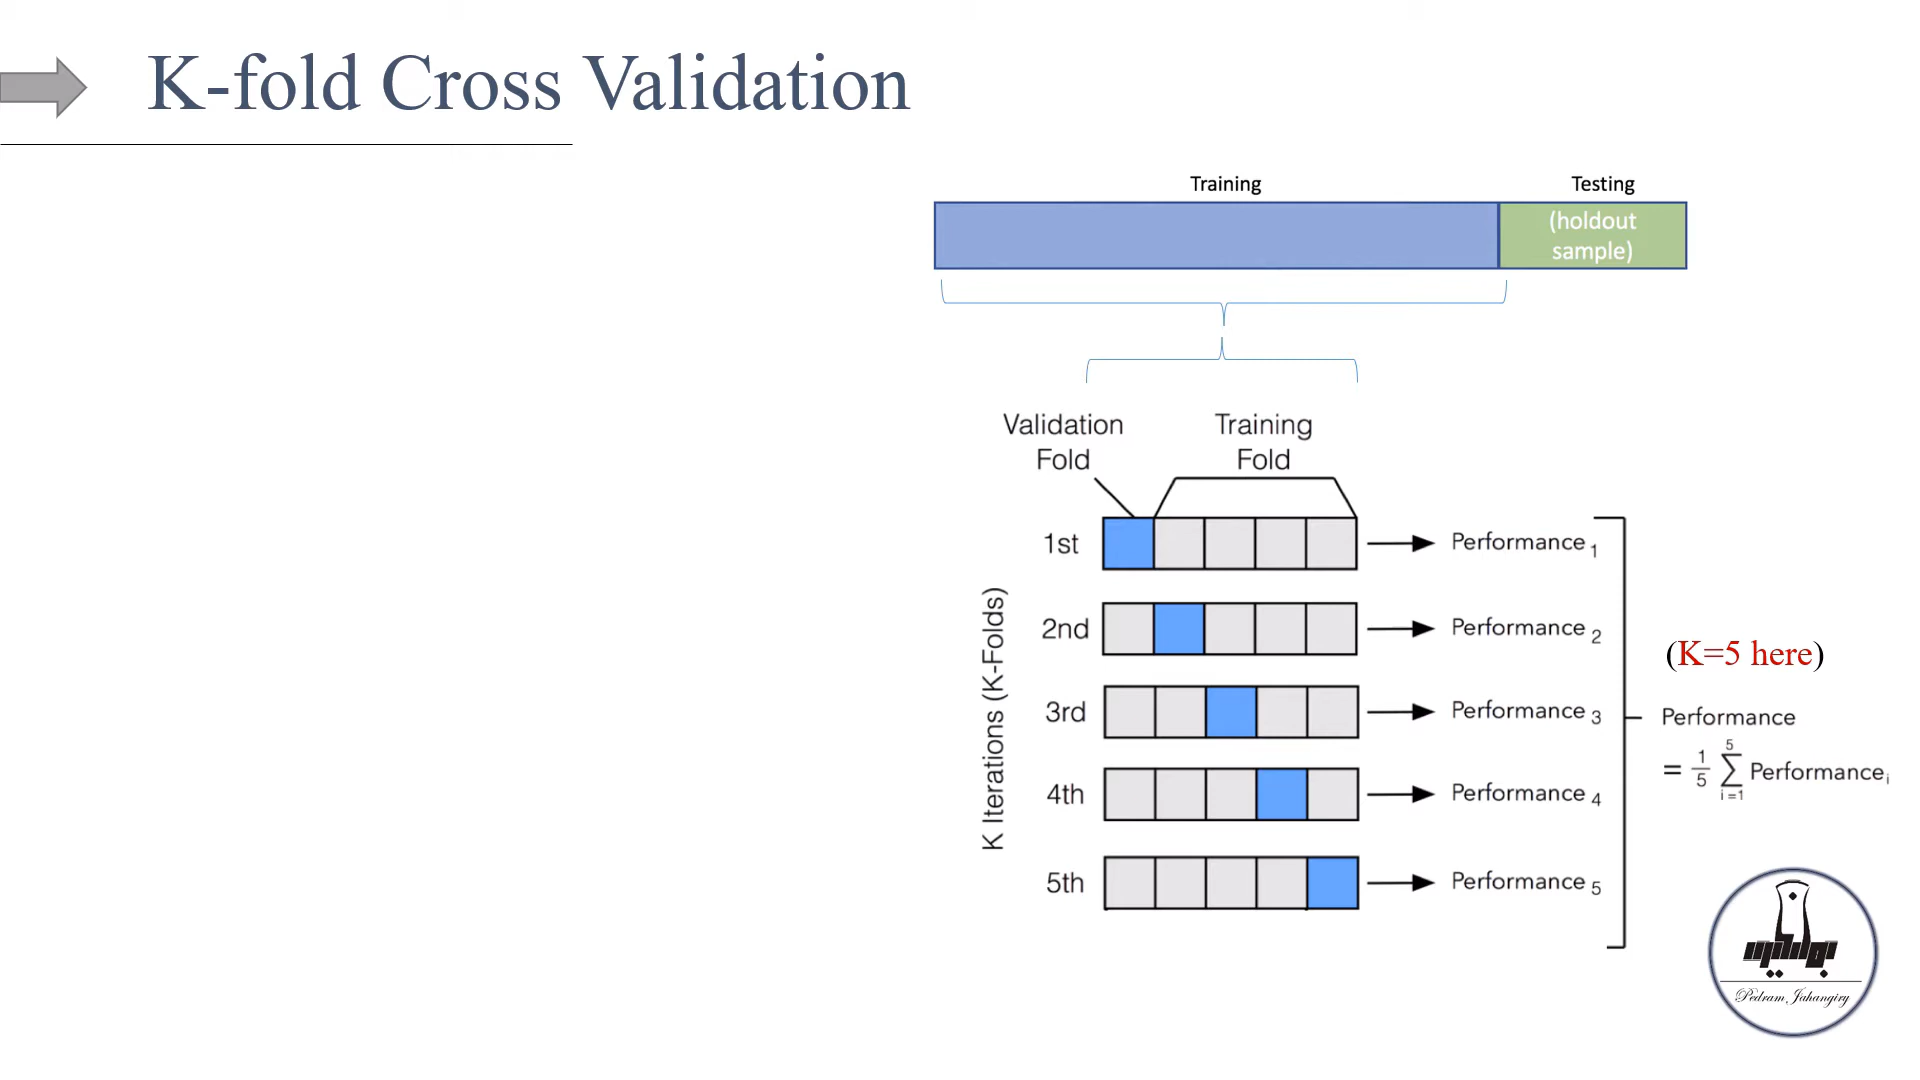 K-fold Cross Validation
Training
Testing
(holdout
sample)
Validation
Fold
Training
Fold
K Iterations (K-Folds)
1st
Performance 1
2nd
Performance 2
3rd
Performance 3
4th
Performance 4
5th
Performance 5
(K=5 here)
Performance
= 1/5 5∑i=1 Performance i
Pedram Jahangiry